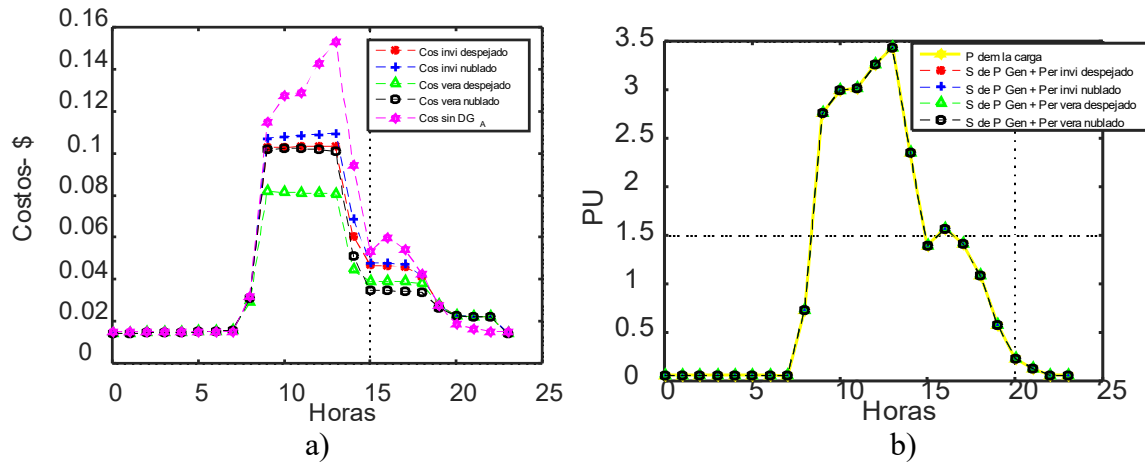 0.16
0.14
0.12
0.1
0.08
0.06
0.04
0.02
0
Costos- $
0 5 10 15 20 25
Horas
Cos invi despejado
Cos invi nublado
Cos vera despejado
Cos vera nublado
Cos sin DG A
a)
3.5
3
2.5
2
1.5
1
0.5
0
PU
0 5 10 15 20 25
Horas
P dem la carga
S de P Gen + Per invi despejado
S de P Gen + Per invi nublado
S de P Gen + Per vera despejado
S de P Gen + Per vera nublado
b)